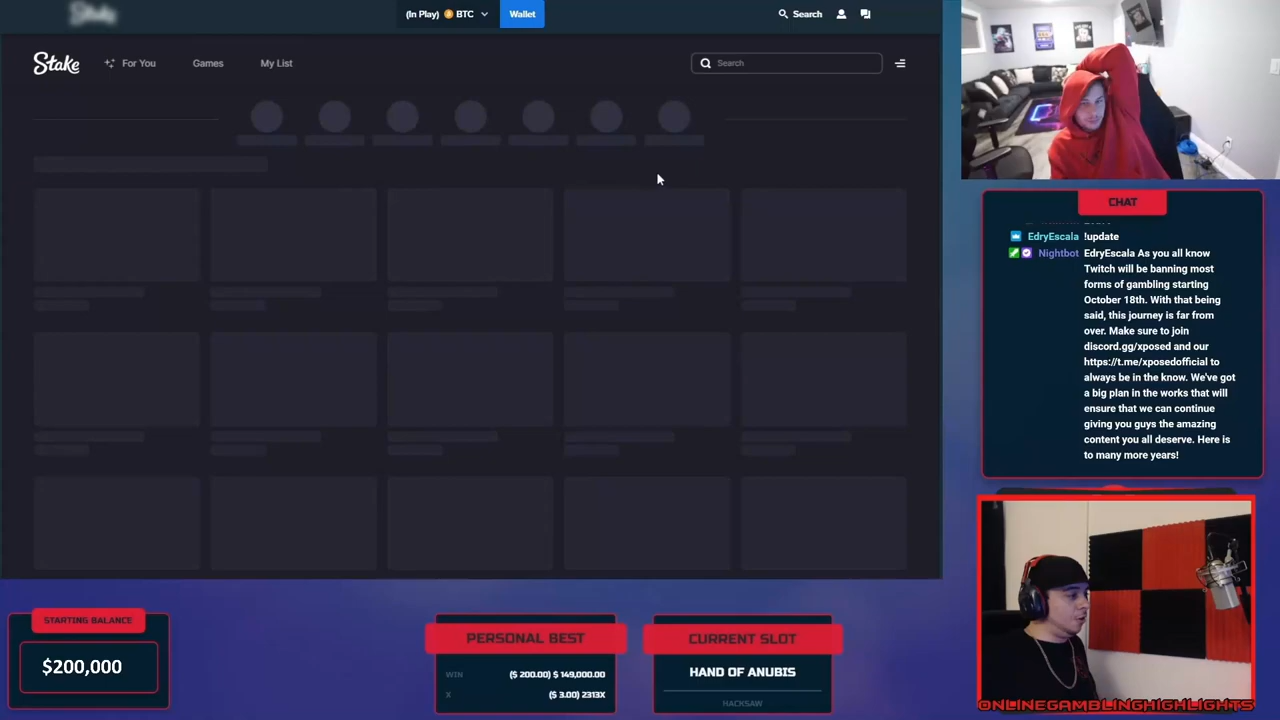 Stake
(In Play) BTC
Wallet
Search
Stake
For You
Games
My List
Search
CHAT
EdryEscala !update
Nightbot EdryEscala As you all know
Twitch will be banning most
forms of gambling starting
October 18th. With that being
said, this journey is far from
over. Make sure to join
discord.gg/xposed and our
https://t.me/xposedofficial to
always be in the know. We've got
a big plan in the works that will
ensure that we can continue
giving you guys the amazing
content you all deserve. Here is
to many more years!
STARTING BALANCE
$200,000
PERSONAL BEST
WIN ($ 200.00) $ 149,000.00
X ($ 3.00) 2313X
CURRENT SLOT
HAND OF ANUBIS
HACKSAW
ONLINEGAMBLINGHIGHLIGHTS